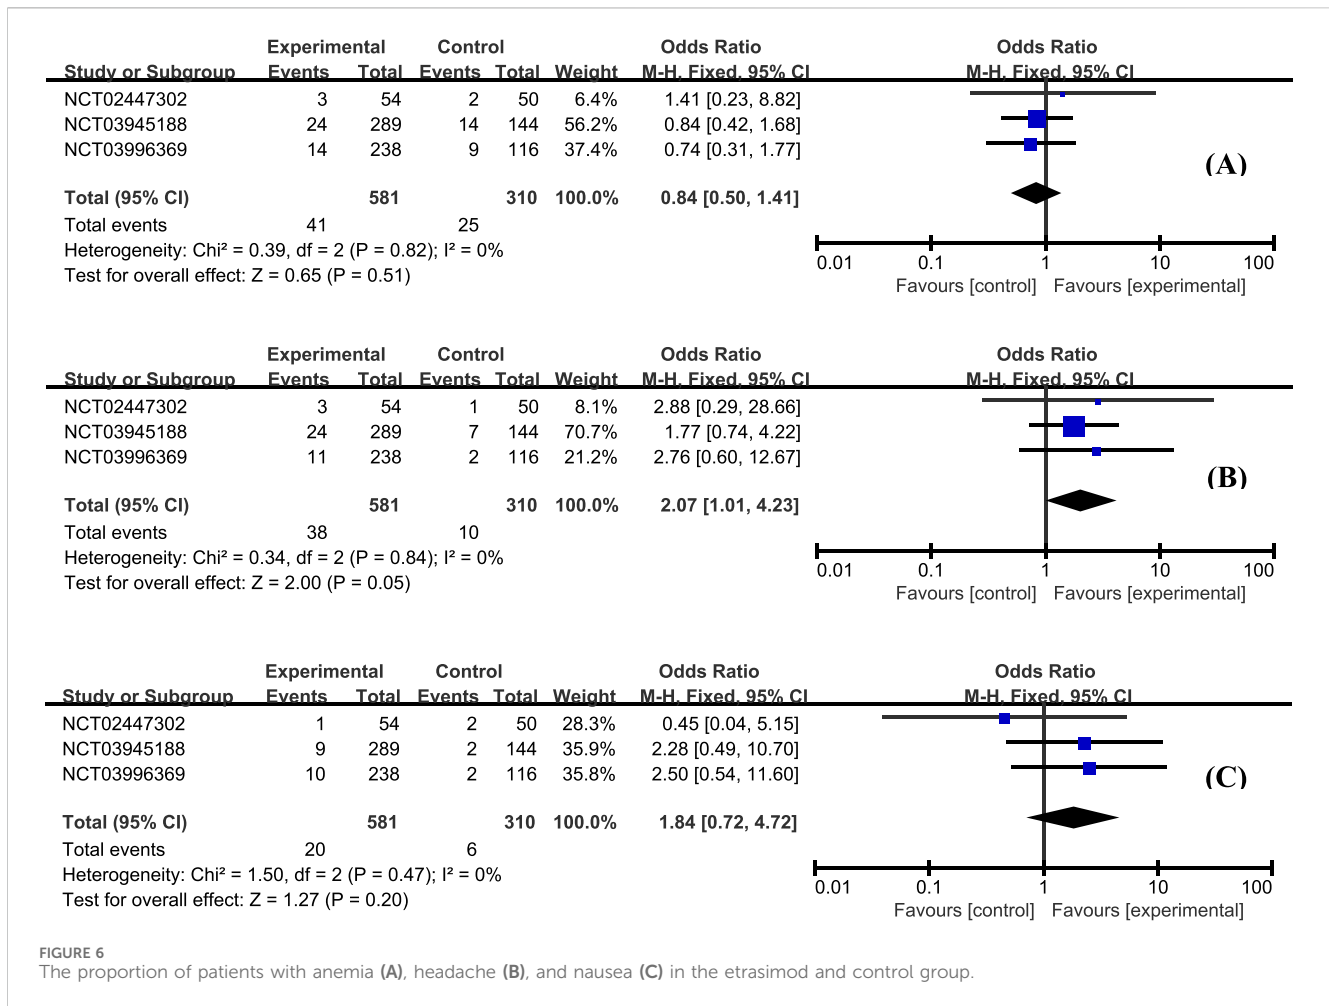 Experimental Control Odds Ratio Odds Ratio
Study or Subgroup Events Total Events Total Weight M-H, Fixed, 95% CI M-H, Fixed, 95% CI
NCT02447302 3 54 2 50 6.4% 1.41 [0.23, 8.82]
NCT03945188 24 289 14 144 56.2% 0.84 [0.42, 1.68]
NCT03996369 14 238 9 116 37.4% 0.74 [0.31, 1.77]
(A)
Total (95% CI) 581 310 100.0% 0.84 [0.50, 1.41]
Total events 41 25
Heterogeneity: Chi² = 0.39, df = 2 (P = 0.82); I² = 0%
Test for overall effect: Z = 0.65 (P = 0.51)
0.01 0.1 1 10 100
Favours [control] Favours [experimental]
Experimental Control Odds Ratio Odds Ratio
Study or Subgroup Events Total Events Total Weight M-H, Fixed, 95% CI M-H, Fixed, 95% CI
NCT02447302 3 54 1 50 8.1% 2.88 [0.29, 28.66]
NCT03945188 24 289 7 144 70.7% 1.77 [0.74, 4.22]
NCT03996369 11 238 2 116 21.2% 2.76 [0.60, 12.67]
(B)
Total (95% CI) 581 310 100.0% 2.07 [1.01, 4.23]
Total events 38 10
Heterogeneity: Chi² = 0.34, df = 2 (P = 0.84); I² = 0%
Test for overall effect: Z = 2.00 (P = 0.05)
0.01 0.1 1 10 100
Favours [control] Favours [experimental]
Experimental Control Odds Ratio Odds Ratio
Study or Subgroup Events Total Events Total Weight M-H, Fixed, 95% CI M-H, Fixed, 95% CI
NCT02447302 1 54 2 50 28.3% 0.45 [0.04, 5.15]
NCT03945188 9 289 2 144 35.9% 2.28 [0.49, 10.70]
NCT03996369 10 238 2 116 35.8% 2.50 [0.54, 11.60]
(C)
Total (95% CI) 581 310 100.0% 1.84 [0.72, 4.72]
Total events 20 6
Heterogeneity: Chi² = 1.50, df = 2 (P = 0.47); I² = 0%
Test for overall effect: Z = 1.27 (P = 0.20)
0.01 0.1 1 10 100
Favours [control] Favours [experimental]
FIGURE 6
The proportion of patients with anemia (A), headache (B), and nausea (C) in the etrasimod and control group.